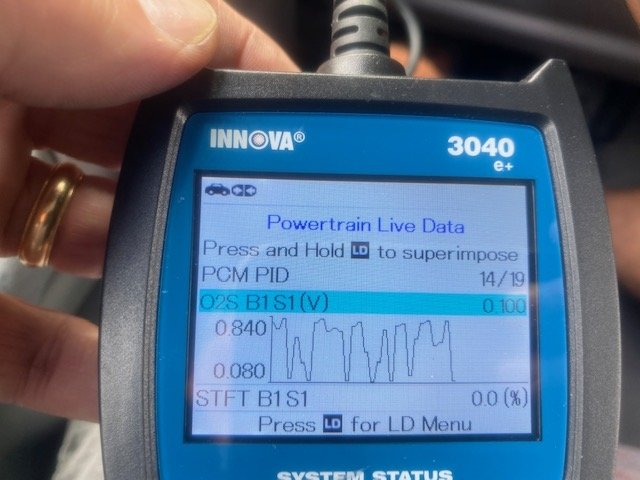 INNOVA®
3040
e+
Powertrain Live Data
Press and Hold LD to superimpose
PCM PID 14/19
O2S B1S1(V) 0.100
0.840
0.080
STFT B1S1 0.0(%)
Press LD for LD Menu
SYSTEM STATUS